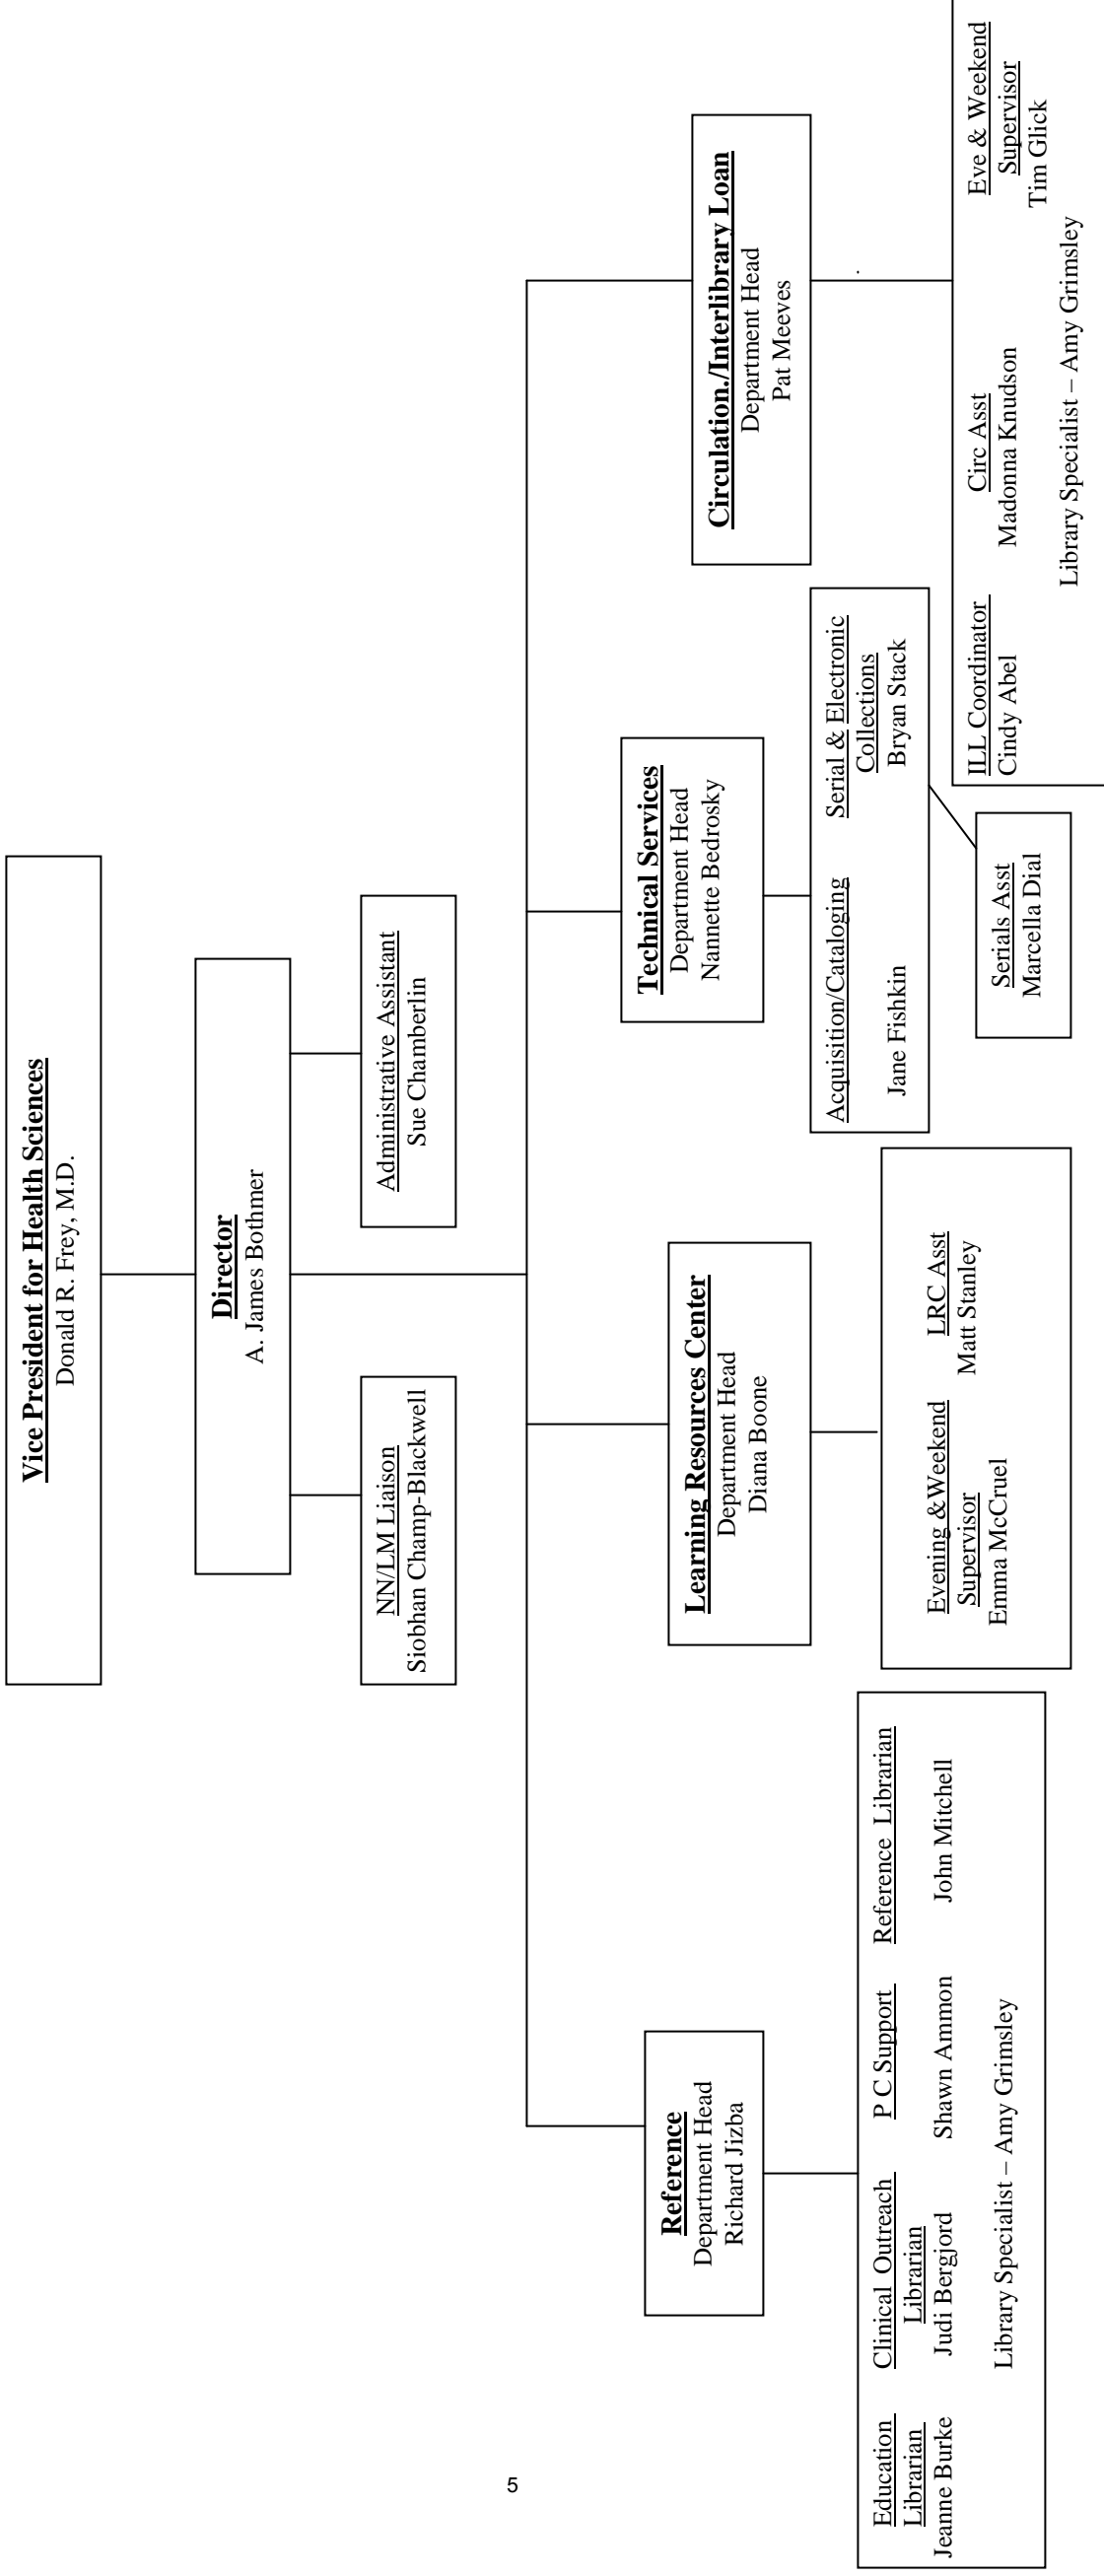 Vice President for Health Sciences
Donald R. Frey, M.D.
Director
A. James Bothmer
NN/LM Liaison
Siobhan Champ-Blackwell
Administrative Assistant
Sue Chamberlin
Reference
Department Head
Richard Jizba
Learning Resources Center
Department Head
Diana Boone
Technical Services
Department Head
Nannette Bedrosky
Circulation./Interlibrary Loan
Department Head
Pat Meeves
Education
Librarian
Jeanne Burke
Clinical Outreach
Librarian
Judi Bergjord
P C Support
Shawn Ammon
Reference Librarian
John Mitchell
Library Specialist – Amy Grimsley
Evening &Weekend
Supervisor
Emma McCruel
LRC Asst
Matt Stanley
Acquisition/Cataloging
Jane Fishkin
Serial & Electronic
Collections
Bryan Stack
Serials Asst
Marcella Dial
ILL Coordinator
Cindy Abel
Circ Asst
Madonna Knudson
Eve & Weekend
Supervisor
Tim Glick
Library Specialist – Amy Grimsley
5